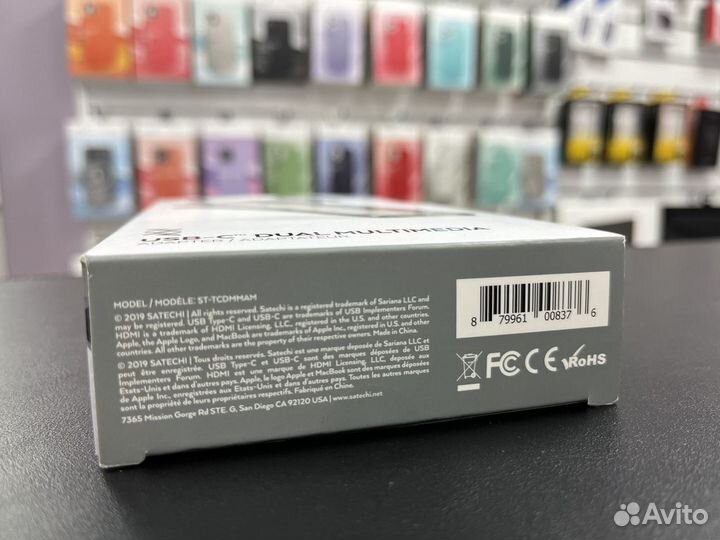 USB-C™ DUAL MULTIMEDIA
ADAPTER / ADAPTATEUR
MODEL / MODÈLE: ST-TCDMMAM
© 2019 SATECHI | All rights reserved. Satechi is a registered trademark of Sariana LLC and
may be registered. USB Type-C and USB-C are trademarks of USB Implementers Forum.
HDMI is a trademark of HDMI Licensing, LLC., registered in the U.S. and other countries.
Apple, the Apple Logo, and MacBook are trademarks of Apple Inc., registered in U.S. and other
countries. All other trademarks are the property of their respective owners. Made in China.
© 2019 SATECHI | Tous droits réservés. Satechi est une marque déposée de Sariana LLC et
peut être enregistrée. USB Type-C et USB-C sont des marques déposées de USB
Implementers Forum. HDMI est une marque de HDMI Licensing, LLC, enregistrée aux
Etats-Unis et dans d'autres pays. Apple, le logo Apple et MacBook sont des marques déposées
de Apple Inc., enregistrées aux Etats-Unis et dans d'autres pays. Toutes les autres marques
sont la propriété de leurs propriétaires respectifs. Fabriqué en Chine.
7365 Mission Gorge Rd STE. G, San Diego CA 92120 USA | www.satechi.net
8 79961 00837 6
FC CE RoHS
Avito